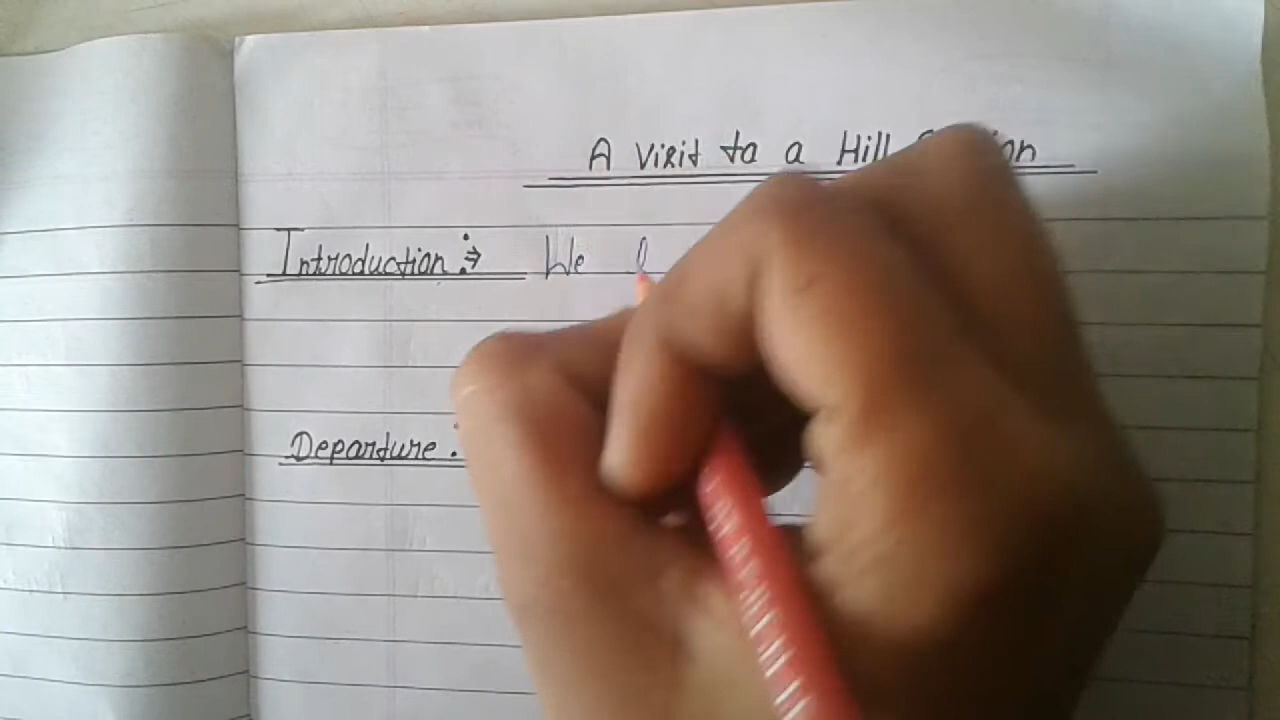 A Visit to a Hill
Introduction :⇒ We
Departure :